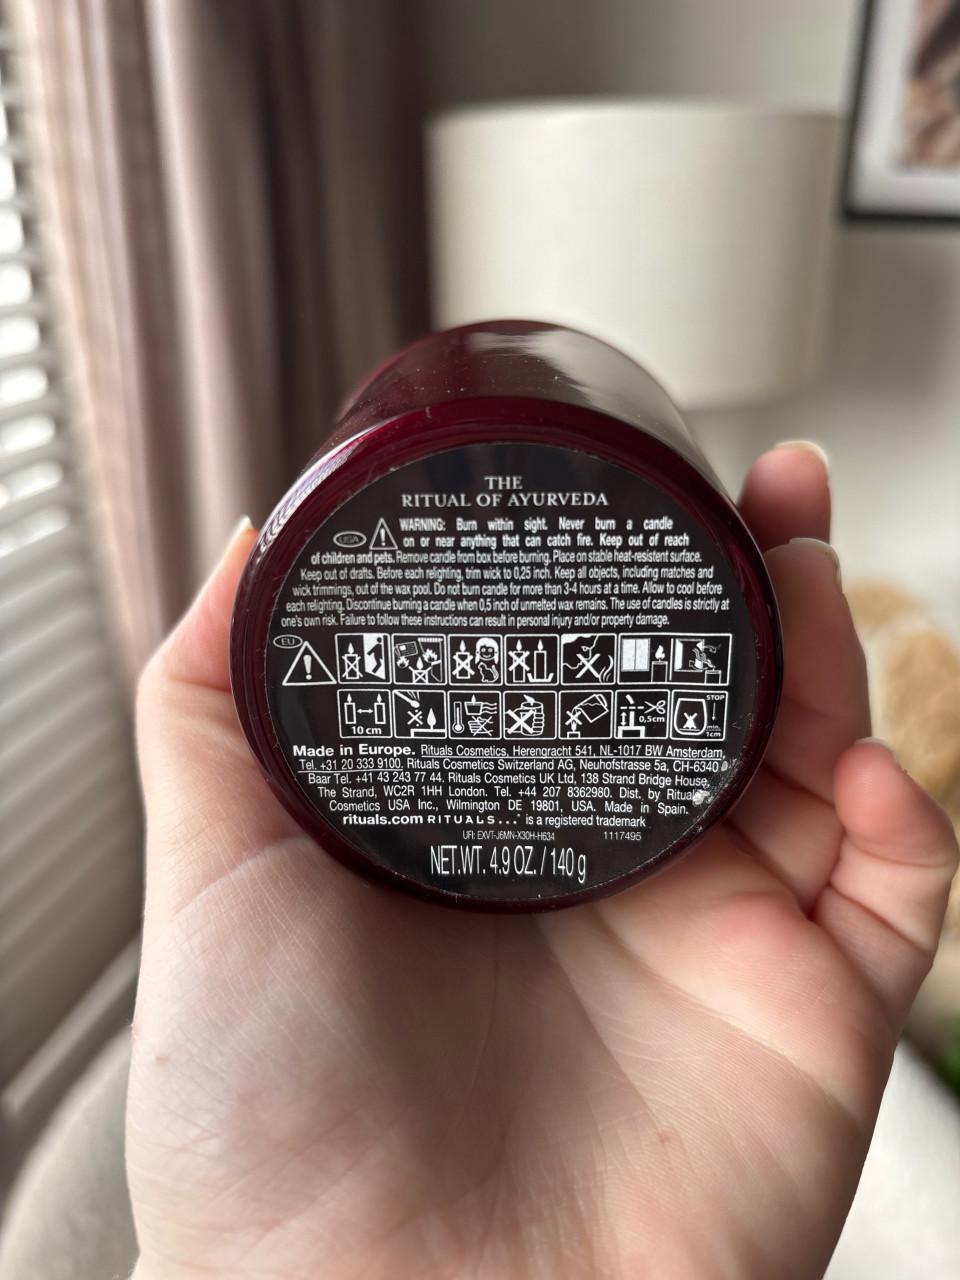 THE
RITUAL OF AYURVEDA
USA
WARNING: Burn within sight. Never burn a candle
on or near anything that can catch fire. Keep out of reach
of children and pets. Remove candle from box before burning. Place on stable heat-resistent surface.
Keep out of drafts. Before each relighting, trim wick to 0,25 inch. Keep all objects, including matches and
wick trimmings, out of the wax pool. Do not burn candle for more than 3-4 hours at a time. Allow to cool before
each relighting. Discontinue burning a candle when 0,5 inch of unmelted wax remains. The use of candles is strictly at
one's own risk. Failure to follow these instructions can result in personal injury and/or property damage.
EU
10 cm
0,5cm
STOP
min.
1cm
Made in Europe. Rituals Cosmetics, Herengracht 541, NL-1017 BW Amsterdam,
Tel. +31 20 333 9100. Rituals Cosmetics Switzerland AG, Neuhofstrasse 5a, CH-6340
Baar Tel. +41 43 243 77 44. Rituals Cosmetics UK Ltd, 138 Strand Bridge House,
The Strand, WC2R 1HH London. Tel. +44 207 8362980. Dist. by Rituals
Cosmetics USA Inc., Wilmington DE 19801, USA. Made in Spain.
rituals.com RITUALS...® is a registered trademark
UFI: EXVT-J6MN-X30H-H634 1117495
NET.WT. 4.9 OZ. / 140 g